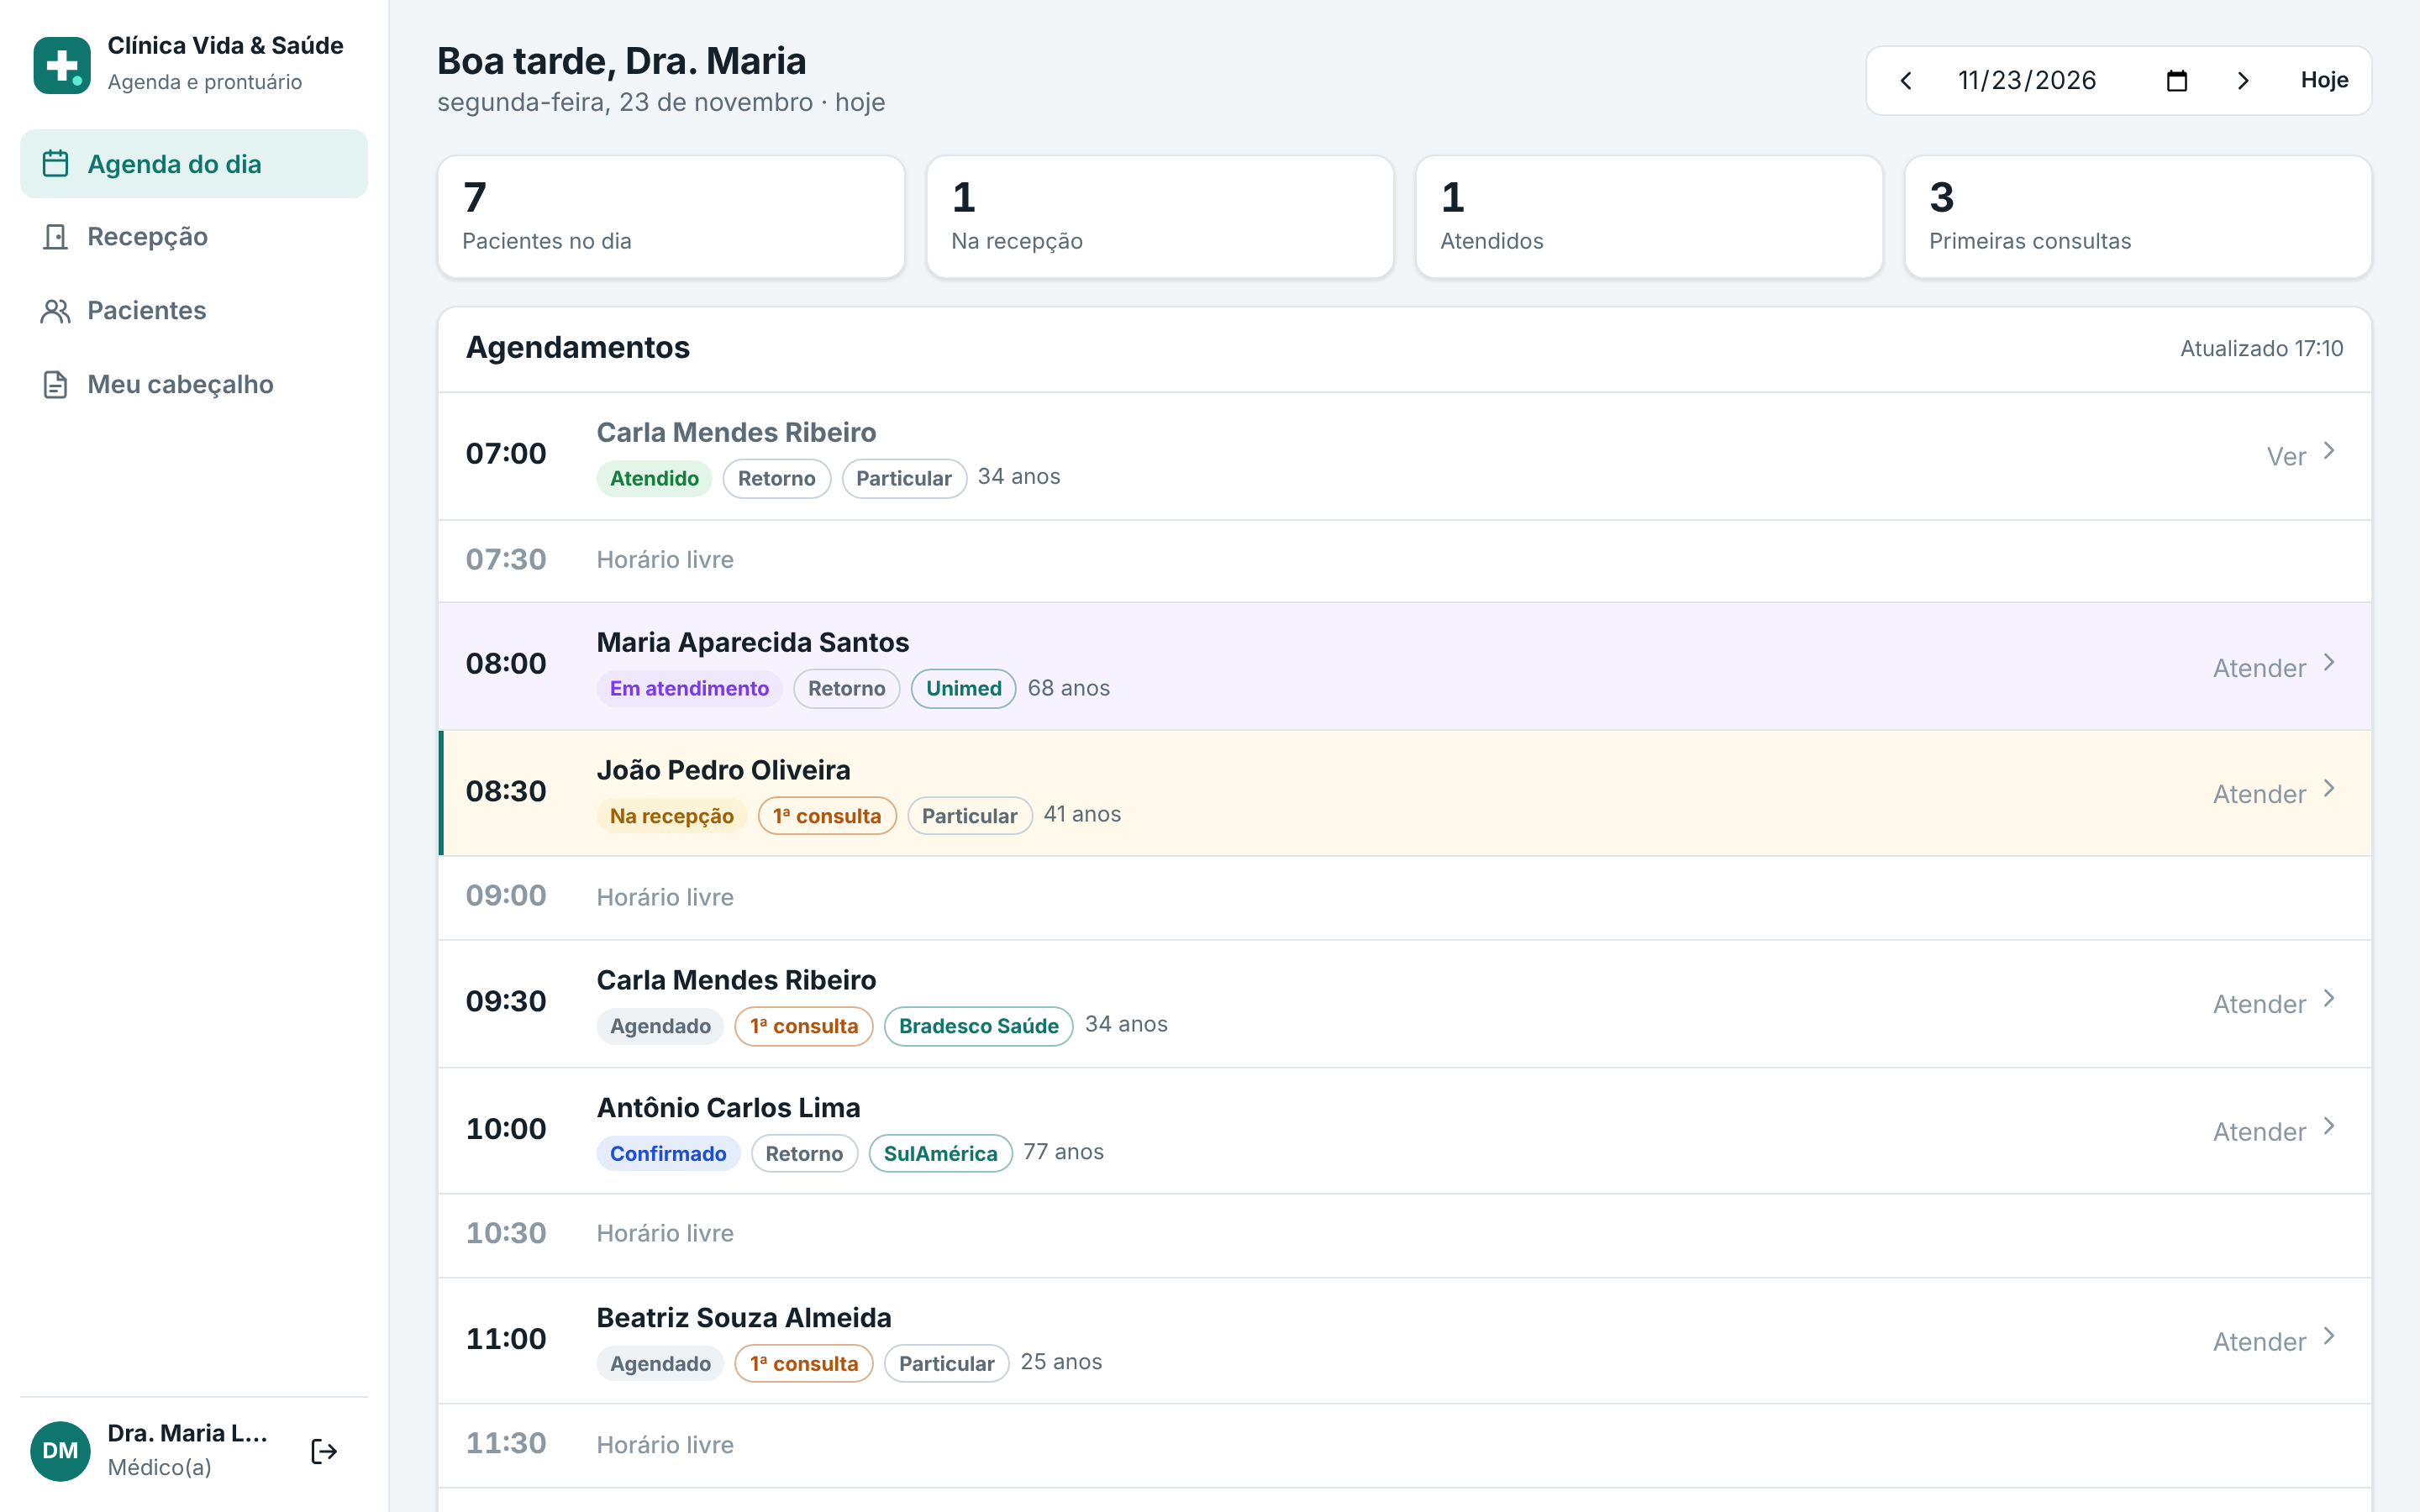 Clínica Vida & Saúde
Agenda e prontuário
Agenda do dia
Recepção
Pacientes
Meu cabeçalho
DM
Dra. Maria L...
Médico(a)
Boa tarde, Dra. Maria
segunda-feira, 23 de novembro · hoje
11/23/2026
Hoje
7
Pacientes no dia
1
Na recepção
1
Atendidos
3
Primeiras consultas
Agendamentos
Atualizado 17:10
07:00
Carla Mendes Ribeiro
Atendido Retorno Particular 34 anos
Ver
07:30 Horário livre
08:00
Maria Aparecida Santos
Em atendimento Retorno Unimed 68 anos
Atender
08:30
João Pedro Oliveira
Na recepção 1ª consulta Particular 41 anos
Atender
09:00 Horário livre
09:30
Carla Mendes Ribeiro
Agendado 1ª consulta Bradesco Saúde 34 anos
Atender
10:00
Antônio Carlos Lima
Confirmado Retorno SulAmérica 77 anos
Atender
10:30 Horário livre
11:00
Beatriz Souza Almeida
Agendado 1ª consulta Particular 25 anos
Atender
11:30 Horário livre